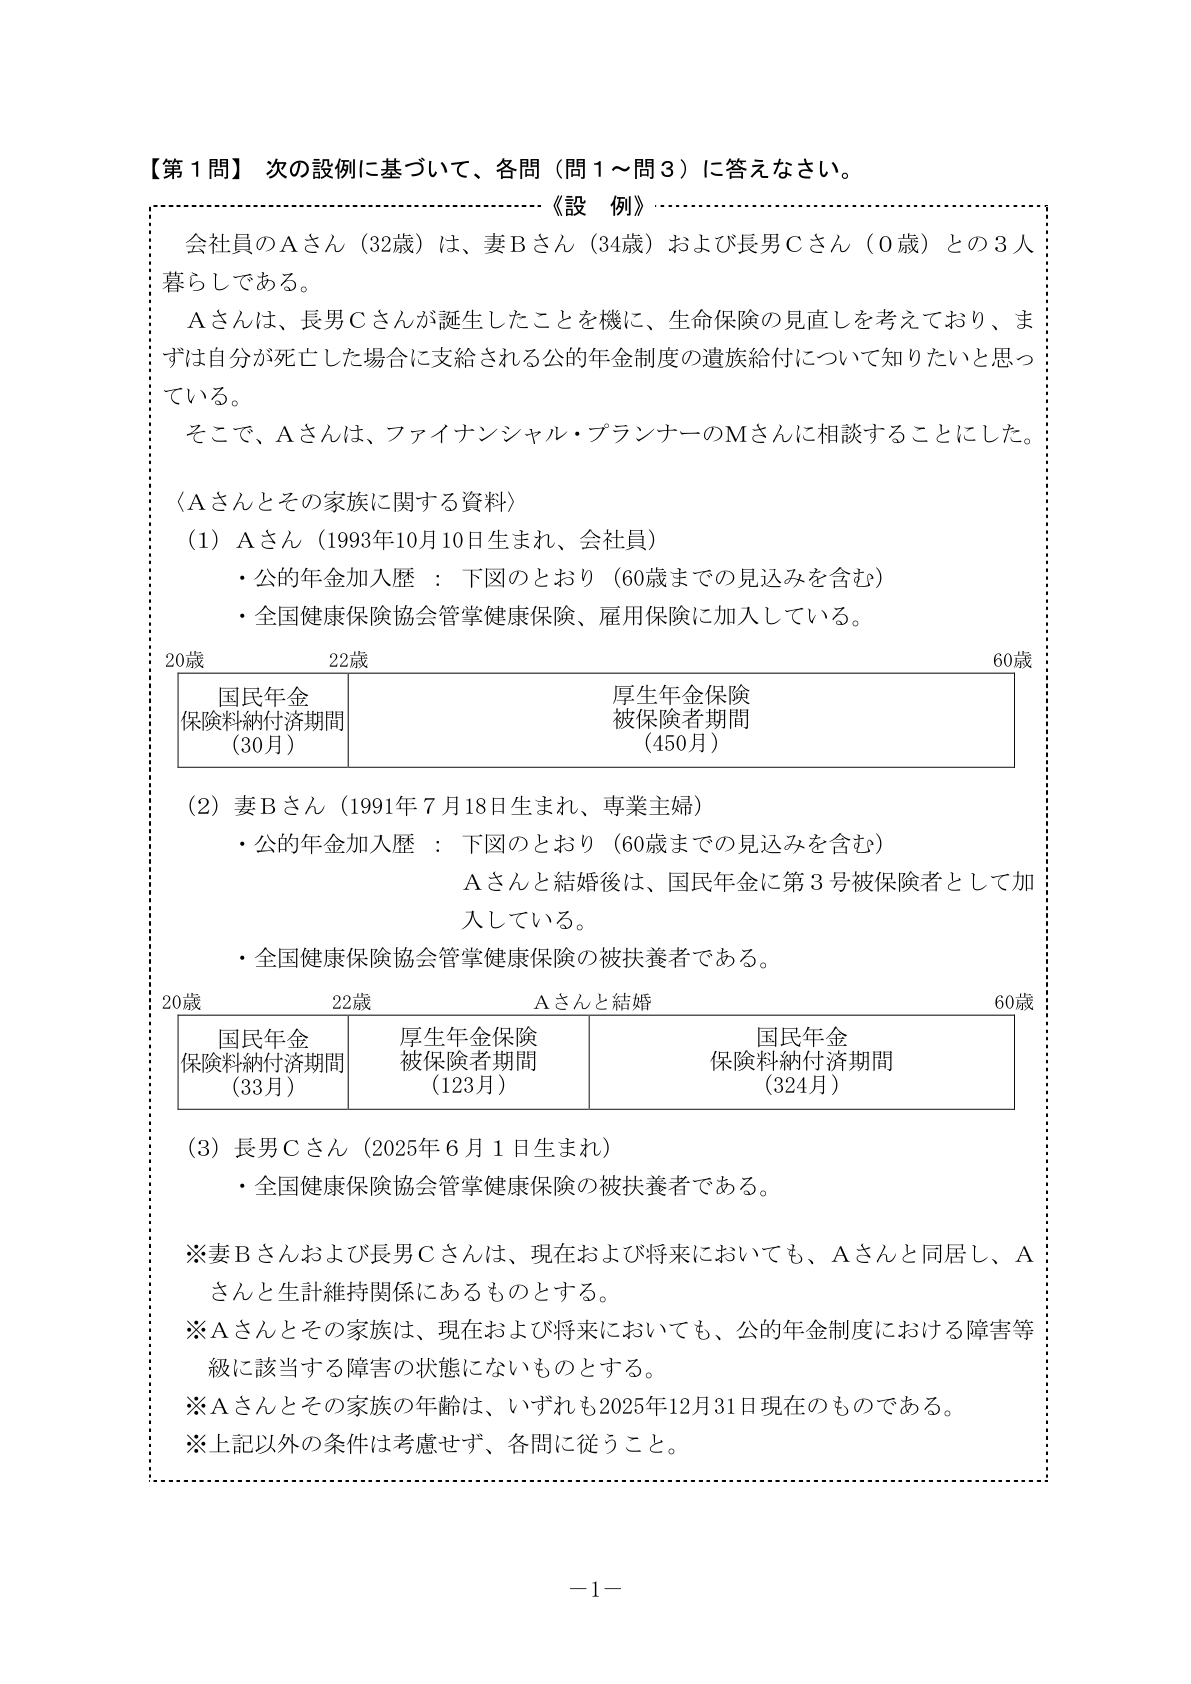 【第１問】 次の設例に基づいて、各問（問１～問３）に答えなさい。
《設　例》
会社員のＡさん（32歳）は、妻Ｂさん（34歳）および長男Ｃさん（０歳）との３人
暮らしである。
Ａさんは、長男Ｃさんが誕生したことを機に、生命保険の見直しを考えており、ま
ずは自分が死亡した場合に支給される公的年金制度の遺族給付について知りたいと思っ
ている。
そこで、Ａさんは、ファイナンシャル・プランナーのＭさんに相談することにした。
〈Ａさんとその家族に関する資料〉
（1）Ａさん（1993年10月10日生まれ、会社員）
・公的年金加入歴 ： 下図のとおり（60歳までの見込みを含む）
・全国健康保険協会管掌健康保険、雇用保険に加入している。
20歳　22歳　60歳
国民年金　厚生年金保険
保険料納付済期間　被保険者期間
（30月）　（450月）
（2）妻Ｂさん（1991年７月18日生まれ、専業主婦）
・公的年金加入歴 ： 下図のとおり（60歳までの見込みを含む）
Ａさんと結婚後は、国民年金に第３号被保険者として加
入している。
・全国健康保険協会管掌健康保険の被扶養者である。
20歳　22歳　Ａさんと結婚　60歳
国民年金　厚生年金保険　国民年金
保険料納付済期間　被保険者期間　保険料納付済期間
（33月）　（123月）　（324月）
（3）長男Ｃさん（2025年６月１日生まれ）
・全国健康保険協会管掌健康保険の被扶養者である。
※妻Ｂさんおよび長男Ｃさんは、現在および将来においても、Ａさんと同居し、Ａ
さんと生計維持関係にあるものとする。
※Ａさんとその家族は、現在および将来においても、公的年金制度における障害等
級に該当する障害の状態にないものとする。
※Ａさんとその家族の年齢は、いずれも2025年12月31日現在のものである。
※上記以外の条件は考慮せず、各問に従うこと。
－1－